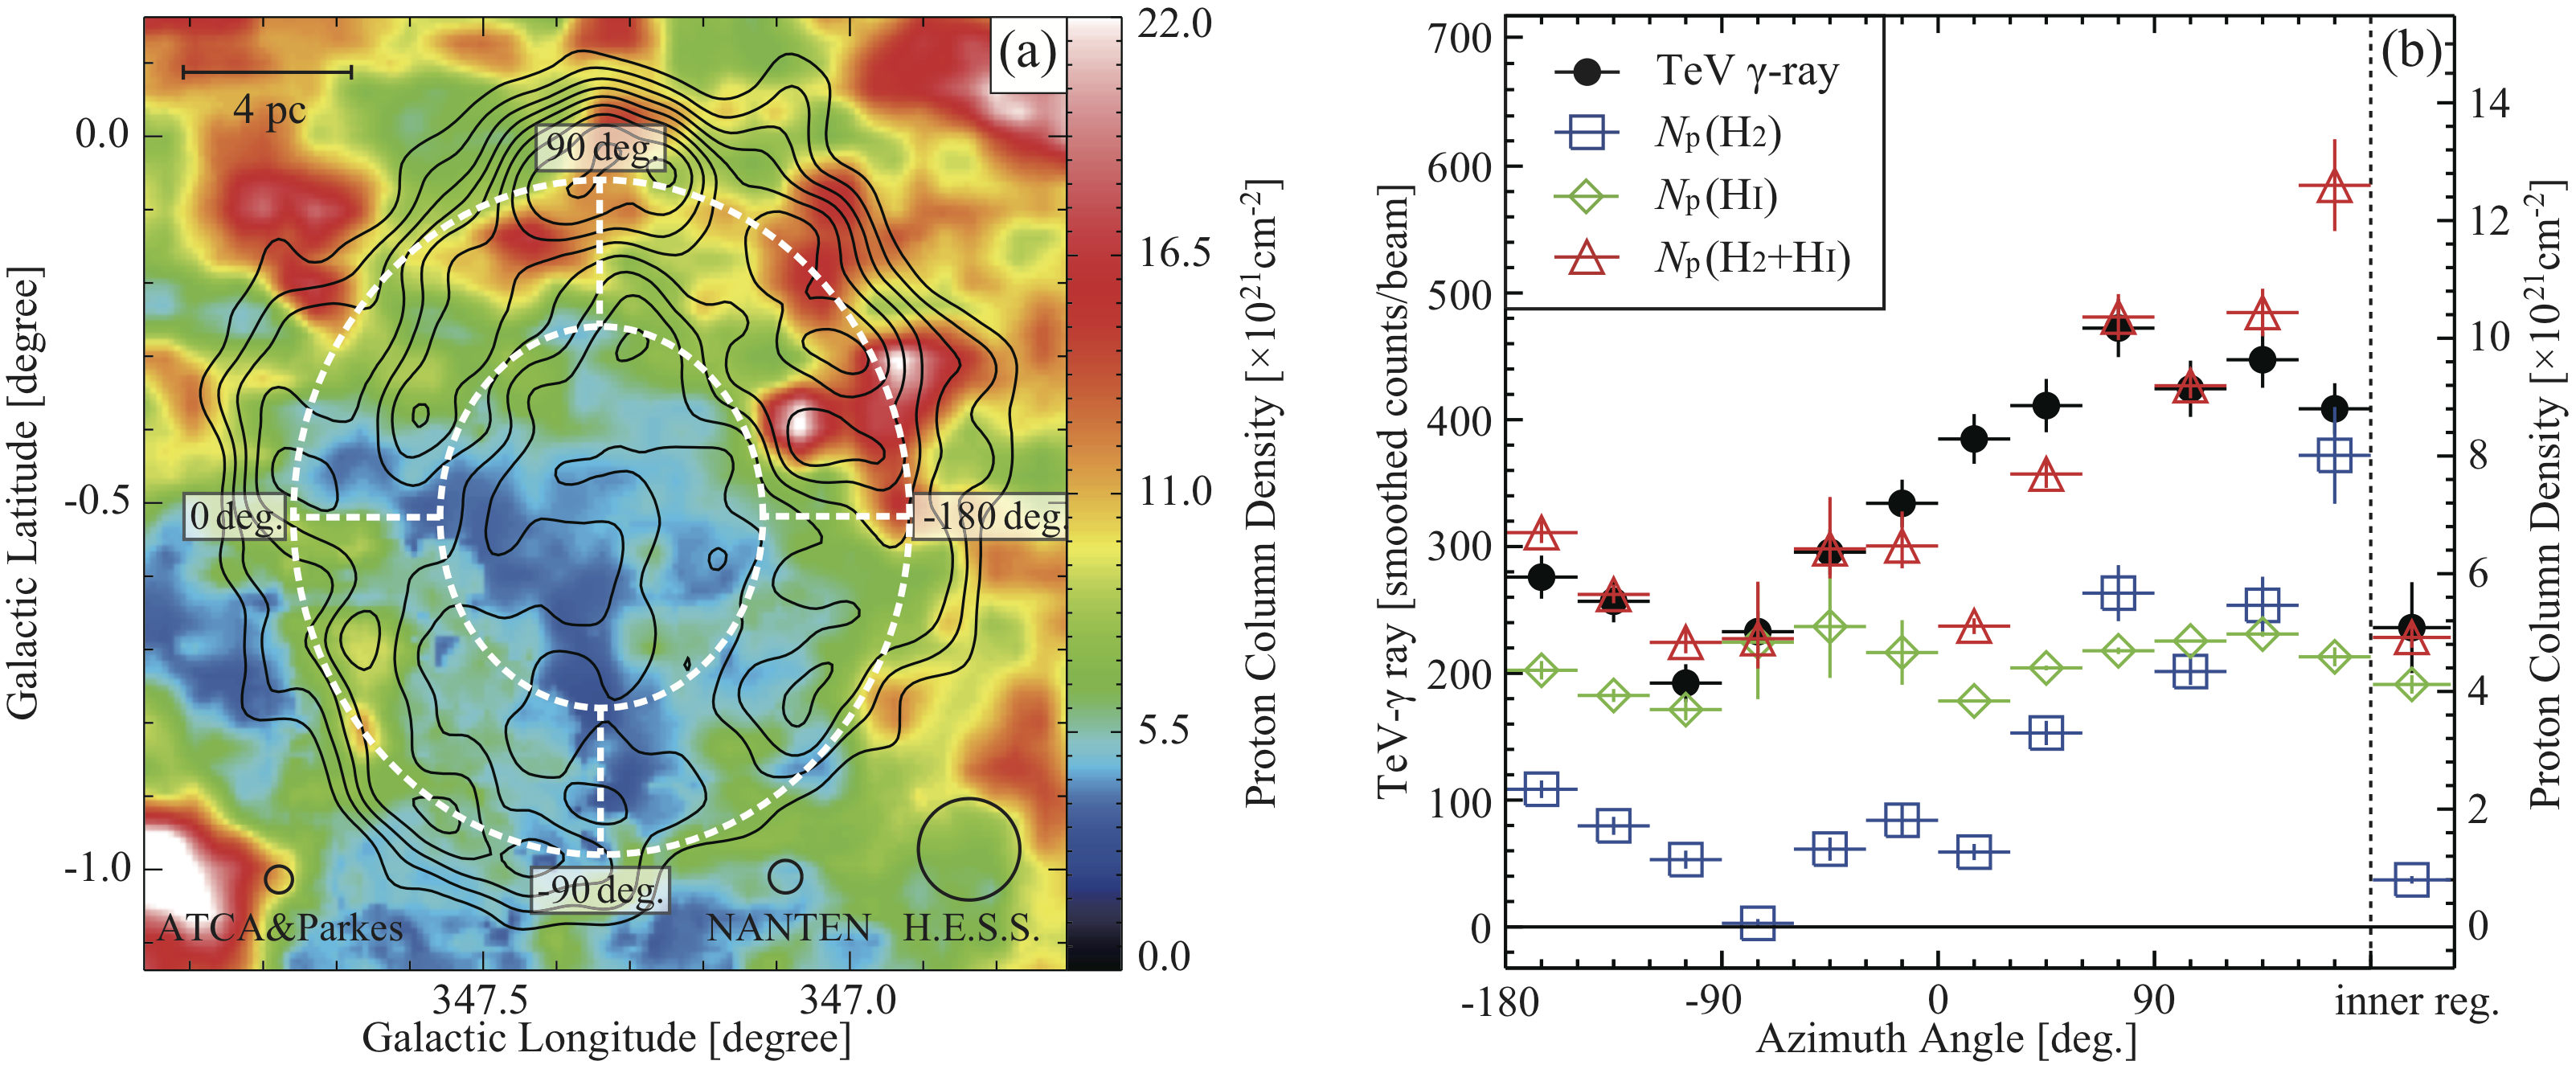 (a)
4 pc
90 deg.
0 deg.
-180 deg.
-90 deg.
ATCA&Parkes
NANTEN
H.E.S.S.
0.0
-0.5
-1.0
Galactic Latitude [degree]
347.5
347.0
Galactic Longitude [degree]
22.0
16.5
11.0
5.5
0.0
Proton Column Density [×10²¹cm⁻²]
(b)
TeV γ-ray
Np(H2)
Np(HI)
Np(H2+HI)
700
600
500
400
300
200
100
0
TeV-γ ray [smoothed counts/beam]
14
12
10
8
6
4
2
0
Proton Column Density [×10²¹cm⁻²]
-180
-90
0
90
inner reg.
Azimuth Angle [deg.]